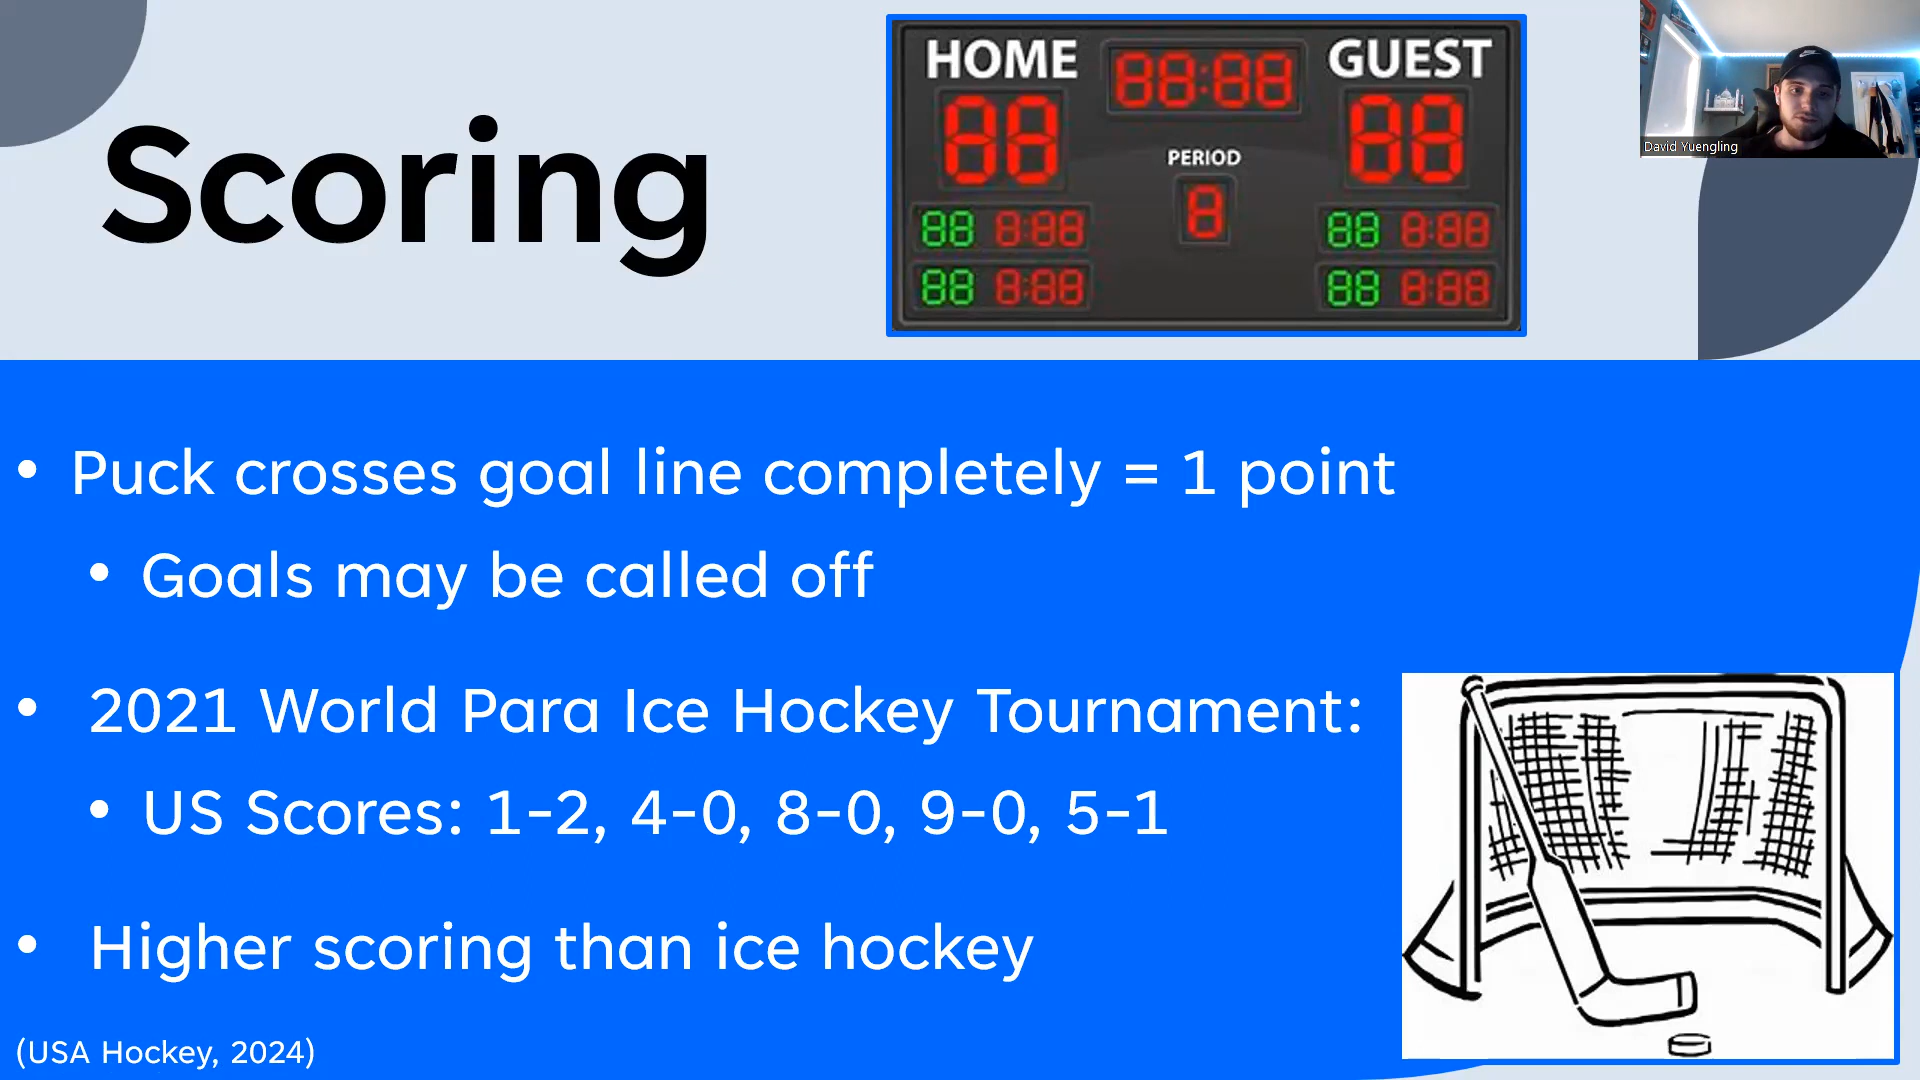 Scoring
HOME
88:88
GUEST
88
88
PERIOD
8
88 8:88
88 8:88
88 8:88
88 8:88
David Yuengling
• Puck crosses goal line completely = 1 point
• Goals may be called off
• 2021 World Para Ice Hockey Tournament:
• US Scores: 1-2, 4-0, 8-0, 9-0, 5-1
• Higher scoring than ice hockey
(USA Hockey, 2024)